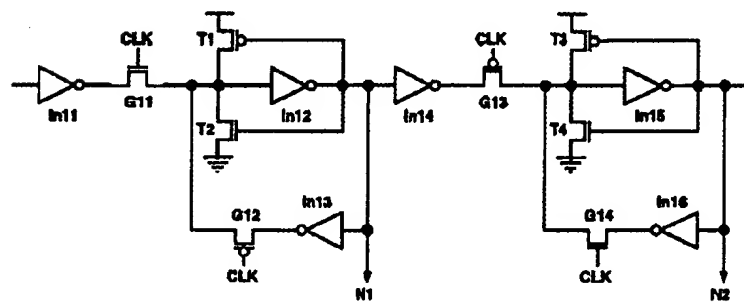 CLK
T1
In11
G11
In12
T2
In13
G12
CLK
N1
CLK
T3
In14
G13
In15
T4
In16
G14
CLK
N2